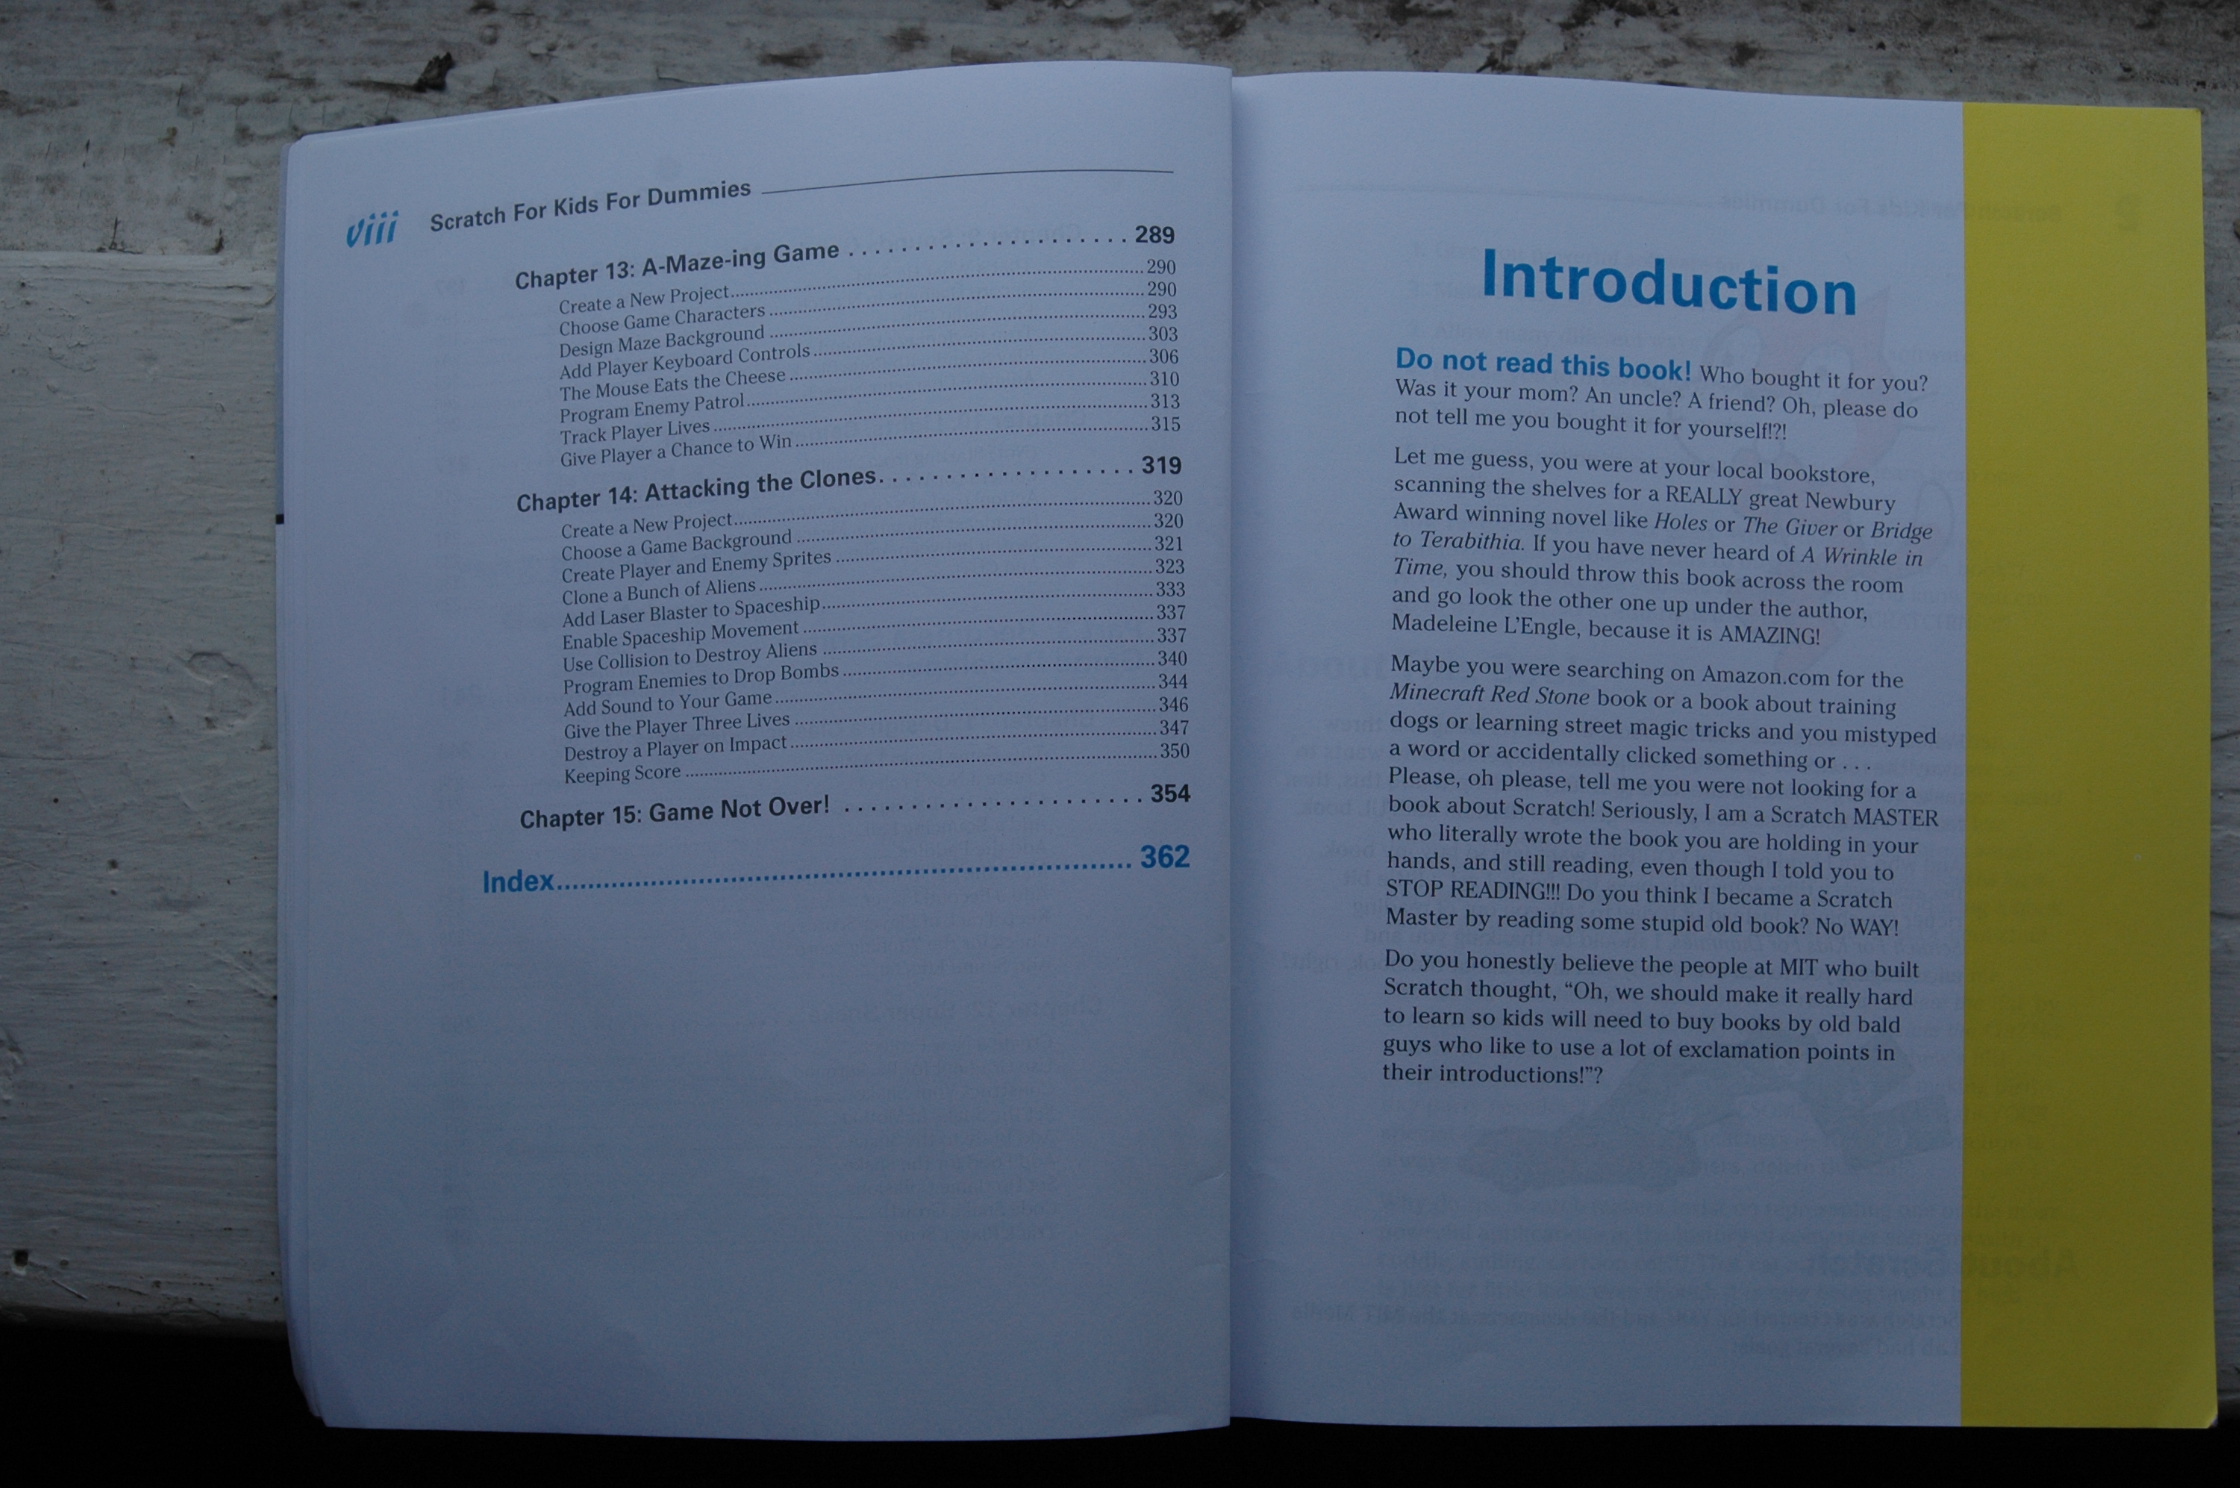 viii Scratch For Kids For Dummies
Chapter 13: A-Maze-ing Game . . . . . . . . . . . . . . . . . . . . . . 289
Create a New Project....................290
Choose Game Characters....................290
Design Maze Background....................293
Add Player Keyboard Controls....................303
The Mouse Eats the Cheese....................306
Program Enemy Patrol....................310
Track Player Lives....................313
Give Player a Chance to Win....................315
Chapter 14: Attacking the Clones. . . . . . . . . . . . . . . . . . . . 319
Create a New Project....................320
Choose a Game Background....................320
Create Player and Enemy Sprites....................321
Clone a Bunch of Aliens....................323
Add Laser Blaster to Spaceship....................333
Enable Spaceship Movement....................337
Use Collision to Destroy Aliens....................337
Program Enemies to Drop Bombs....................340
Add Sound to Your Game....................344
Give the Player Three Lives....................346
Destroy a Player on Impact....................347
Keeping Score....................350
Chapter 15: Game Not Over! . . . . . . . . . . . . . . . . . . . . . . . 354
Index.................... 362
Introduction
Do not read this book! Who bought it for you?
Was it your mom? An uncle? A friend? Oh, please do
not tell me you bought it for yourself!?!
Let me guess, you were at your local bookstore,
scanning the shelves for a REALLY great Newbury
Award winning novel like Holes or The Giver or Bridge
to Terabithia. If you have never heard of A Wrinkle in
Time, you should throw this book across the room
and go look the other one up under the author,
Madeleine L'Engle, because it is AMAZING!
Maybe you were searching on Amazon.com for the
Minecraft Red Stone book or a book about training
dogs or learning street magic tricks and you mistyped
a word or accidentally clicked something or . . .
Please, oh please, tell me you were not looking for a
book about Scratch! Seriously, I am a Scratch MASTER
who literally wrote the book you are holding in your
hands, and still reading, even though I told you to
STOP READING!!! Do you think I became a Scratch
Master by reading some stupid old book? No WAY!
Do you honestly believe the people at MIT who built
Scratch thought, “Oh, we should make it really hard
to learn so kids will need to buy books by old bald
guys who like to use a lot of exclamation points in
their introductions!”?